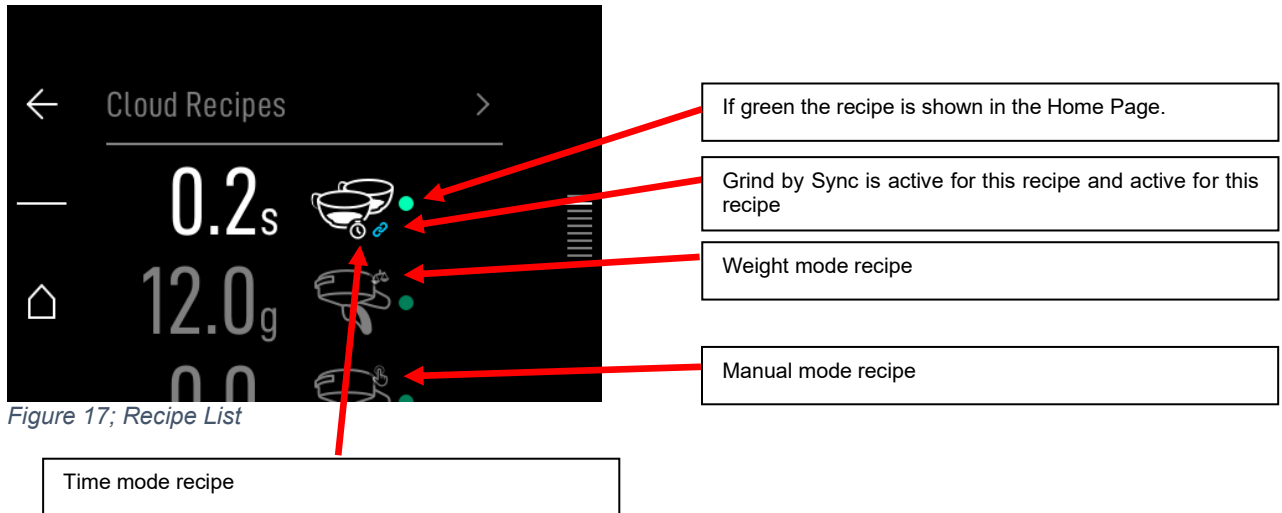 Cloud Recipes
0.2s
12.0g
0.0
If green the recipe is shown in the Home Page.
Grind by Sync is active for this recipe and active for this
recipe
Weight mode recipe
Manual mode recipe
Figure 17; Recipe List
Time mode recipe